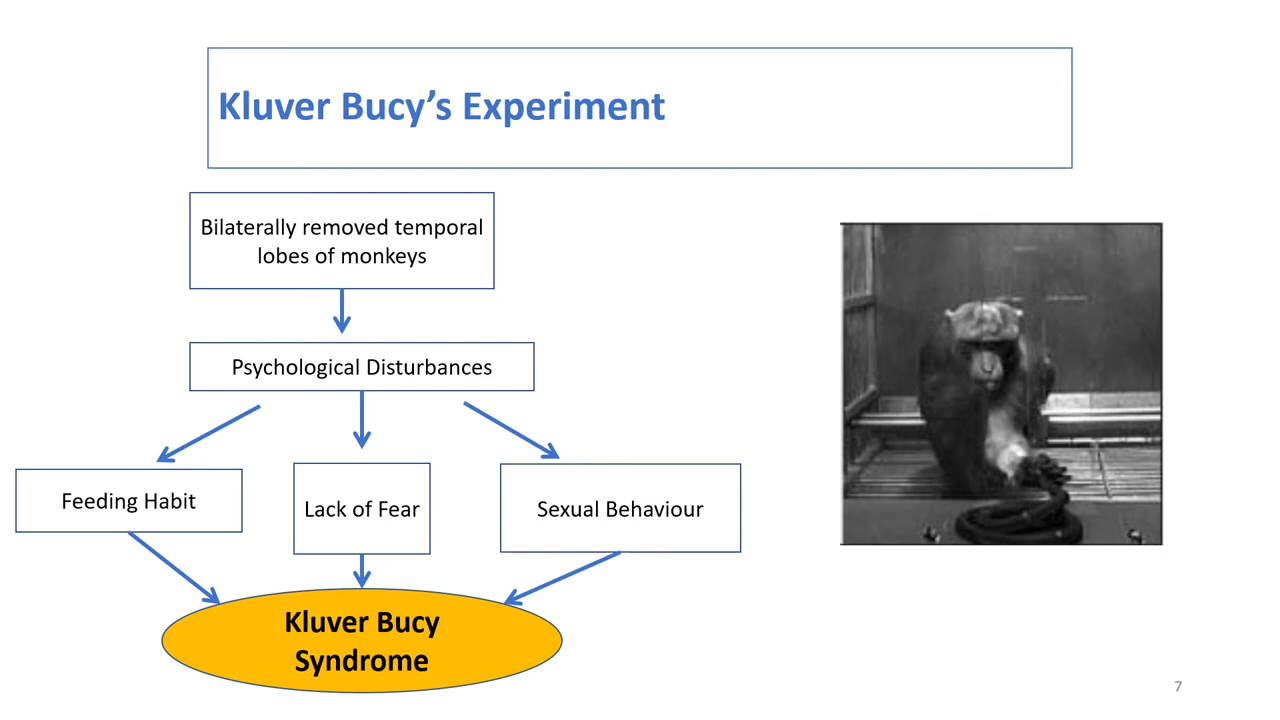 Kluver Bucy’s Experiment
Bilaterally removed temporal
lobes of monkeys
Psychological Disturbances
Feeding Habit
Lack of Fear
Sexual Behaviour
Kluver Bucy
Syndrome
7